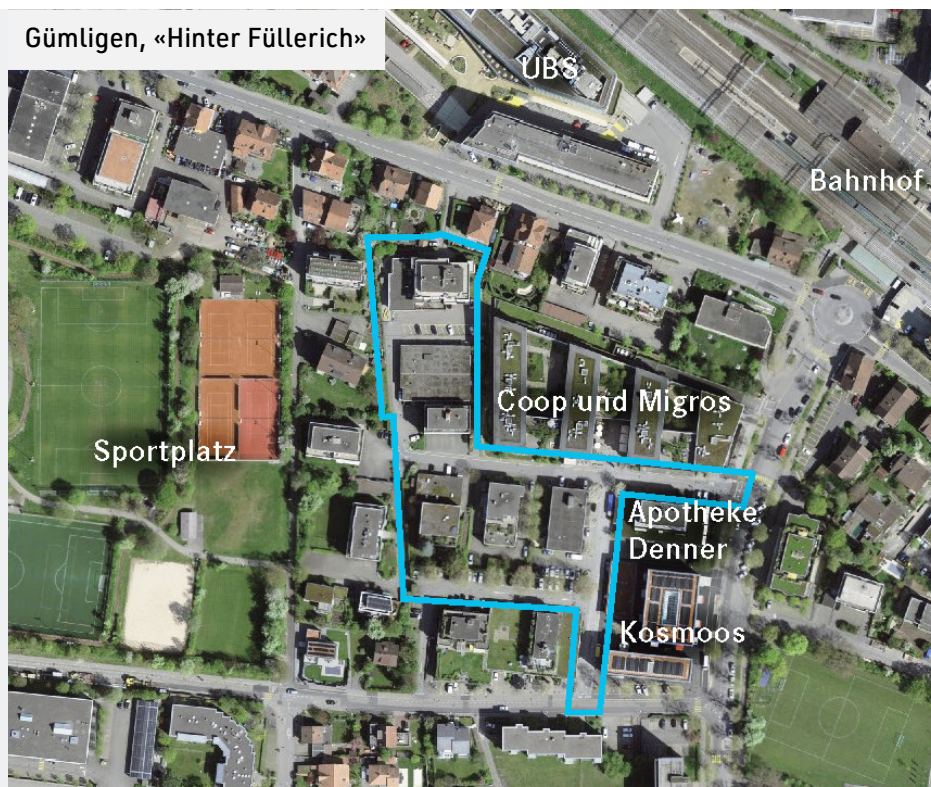 Gümligen, «Hinter Füllerich»
UBS
Bahnhof
Coop und Migros
Sportplatz
Apotheke
Denner
Kosmoos